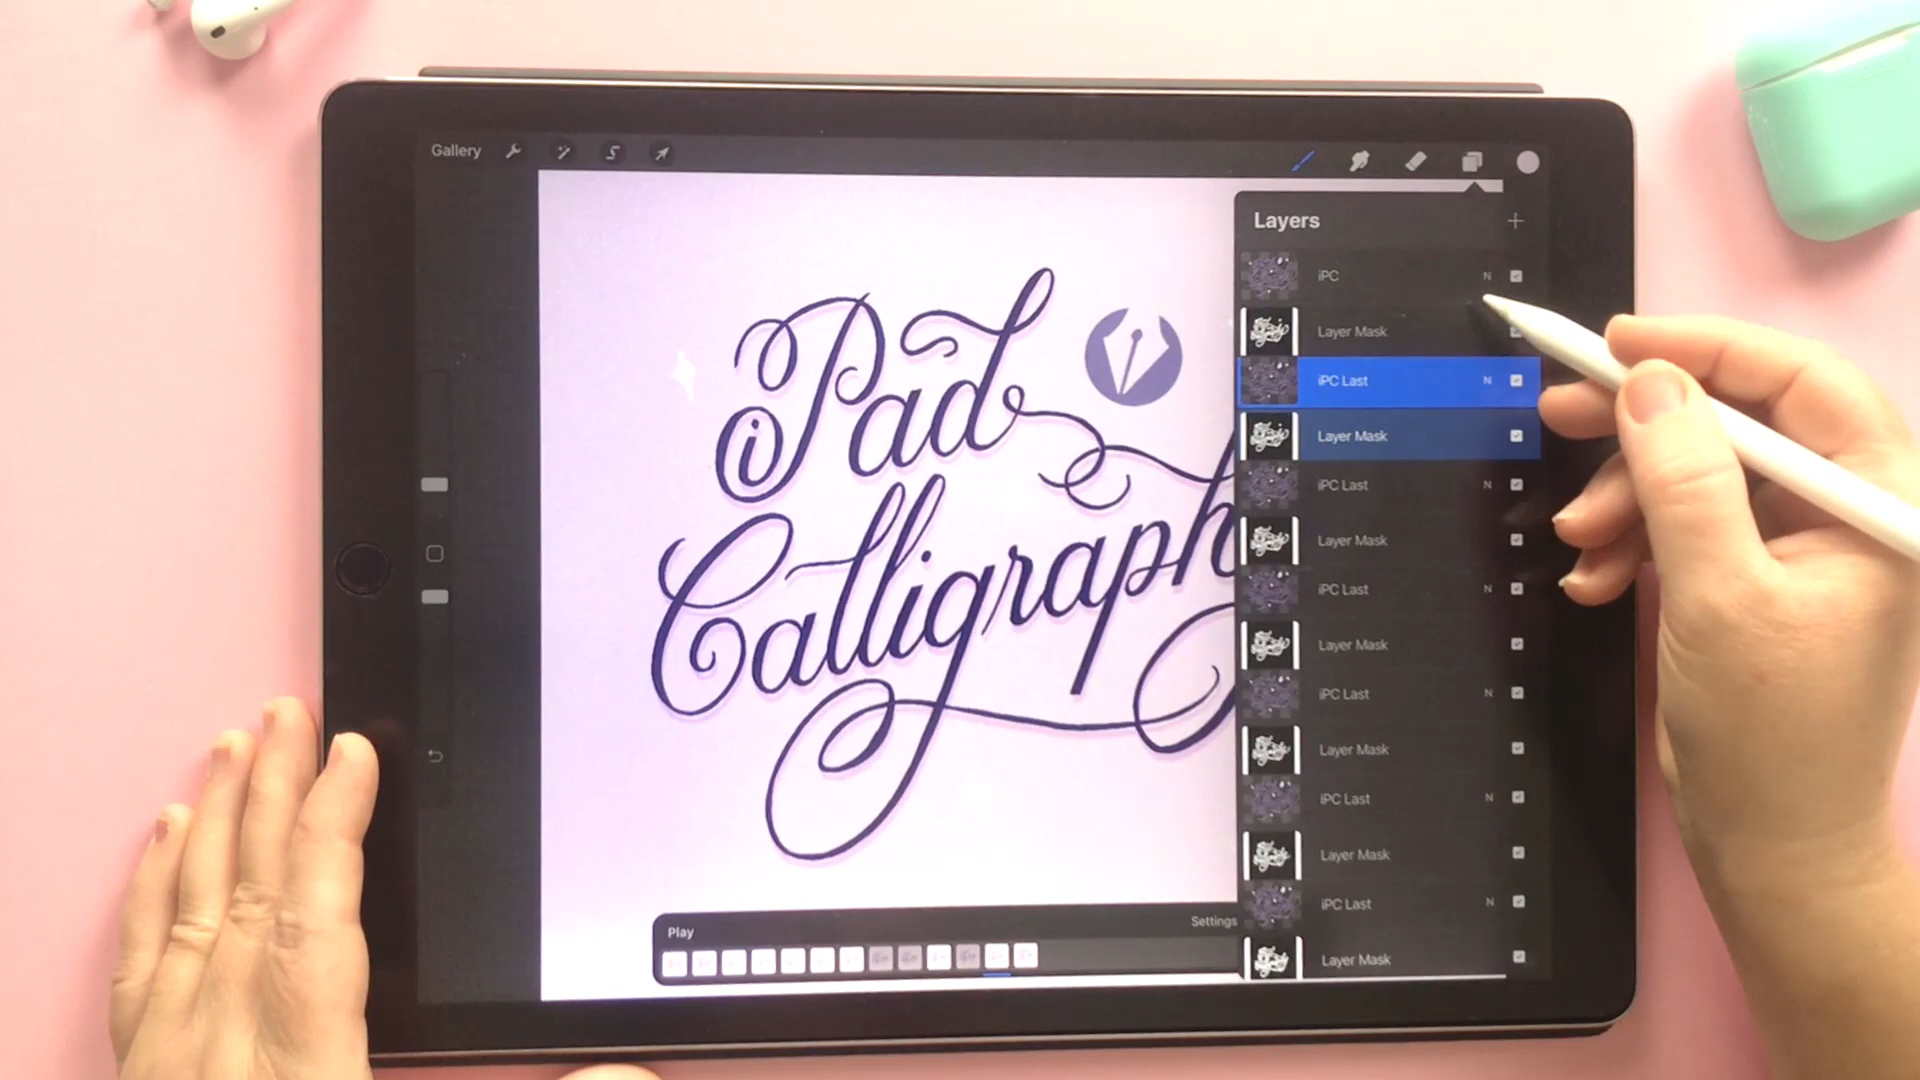 Gallery
Layers
iPC N
Layer Mask
iPC Last N
Layer Mask
iPC Last N
Layer Mask
iPC Last N
Layer Mask
iPC Last N
Layer Mask
iPC Last N
Layer Mask
iPC Last N
Layer Mask
iPad
Calligraph
Play Settings